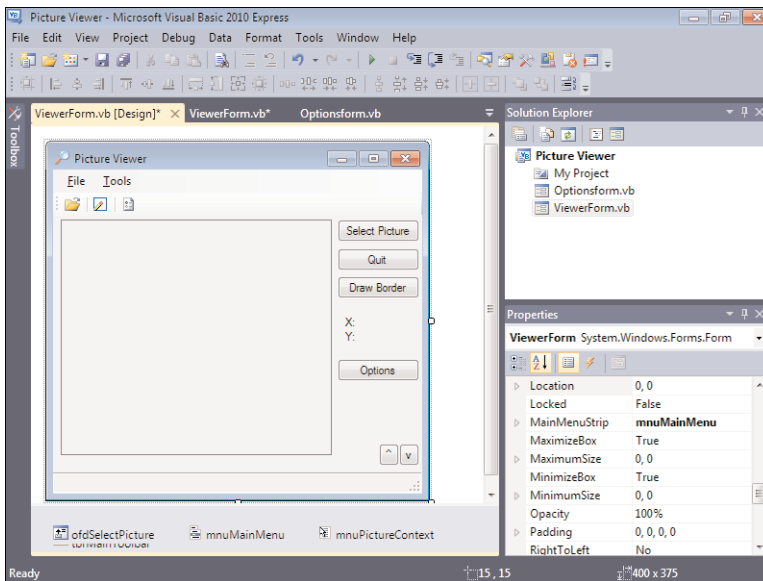 Picture Viewer - Microsoft Visual Basic 2010 Express
File Edit View Project Debug Data Format Tools Window Help
Toolbox
ViewerForm.vb [Design]* ViewerForm.vb* Optionsform.vb
Picture Viewer
File Tools
Select Picture
Quit
Draw Border
X:
Y:
Options
^ v
ofdSelectPicture mnuMainMenu mnuPictureContext
tbrMainToolbar
Solution Explorer
Picture Viewer
My Project
Optionsform.vb
ViewerForm.vb
Properties
ViewerForm System.Windows.Forms.Form
Location 0, 0
Locked False
MainMenuStrip mnuMainMenu
MaximizeBox True
MaximumSize 0, 0
MinimizeBox True
MinimumSize 0, 0
Opacity 100%
Padding 0, 0, 0, 0
RightToLeft No
Ready 15 , 15 400 x 375